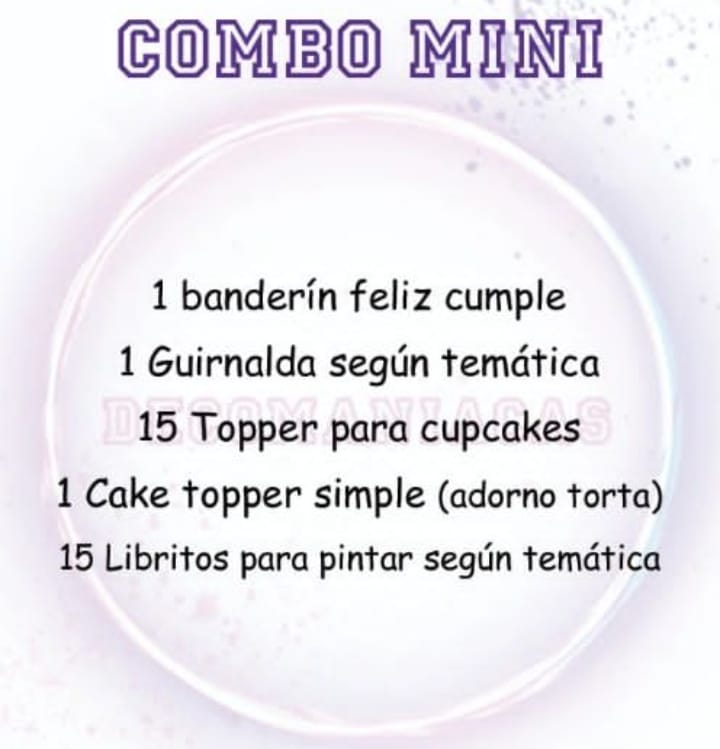 COMBO MINI
1 banderín feliz cumple
1 Guirnalda según temática
DECOMANIACAS
15 Topper para cupcakes
1 Cake topper simple (adorno torta)
15 Libritos para pintar según temática